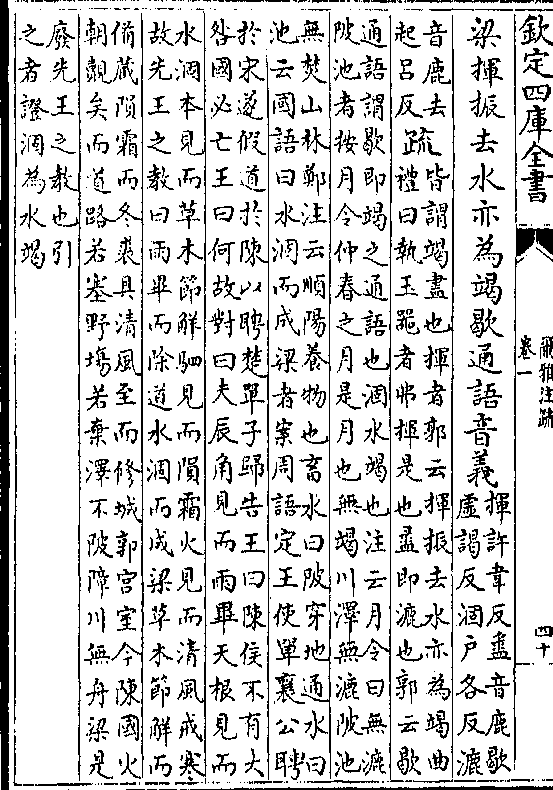 欽定四庫全書
爾雅注疏
卷一
四十
梁揮振去水亦為竭歇通語音義
揮許韋反盝音鹿歇
虛謁反涸戶各反漉
音鹿去
起呂反
疏
皆謂竭盡也揮者郭云揮振去水亦為竭曲
禮曰執玉噐者弗揮是也盝即漉也郭云歇
通語謂歇即竭之通語也涸水竭也注云月令曰無漉
陂池者按月令仲春之月是月也無竭川澤無漉陂池
無焚山林鄭注云順陽養物也畜水曰陂穿地通水曰
池云國語曰水涸而成梁者案周語定王使單襄公聘
於宋遂假道於陳以聘楚單子歸告王曰陳侯不有大
咎國必亡王曰何故對曰夫辰角見而雨畢天根見而
水涸本見而草木節解駟見而隕霜火見而清風戒寒
故先王之教曰雨畢而除道水涸而成梁草木節解而
備藏隕霜而冬裘具清風至而修城郭宮室今陳國火
朝覿矣而道路若塞野場若棄澤不陂障川無舟梁是
廢先王之教也引
之者證涸為水竭